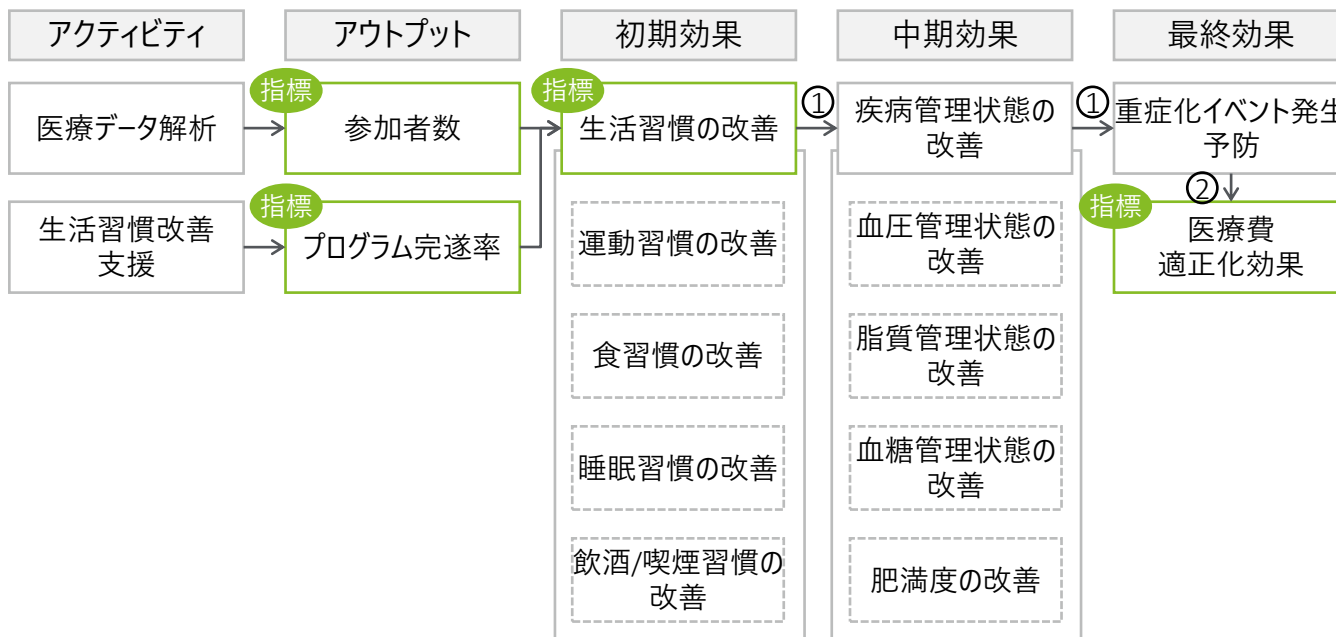 アクティビティ
アウトプット
初期効果
中期効果
最終効果
医療データ解析
指標
参加者数
指標
生活習慣の改善
①
疾病管理状態の
改善
①
重症化イベント発生
予防
生活習慣改善
支援
指標
プログラム完遂率
運動習慣の改善
血圧管理状態の
改善
②
指標
医療費
適正化効果
食習慣の改善
脂質管理状態の
改善
睡眠習慣の改善
血糖管理状態の
改善
飲酒/喫煙習慣の
改善
肥満度の改善